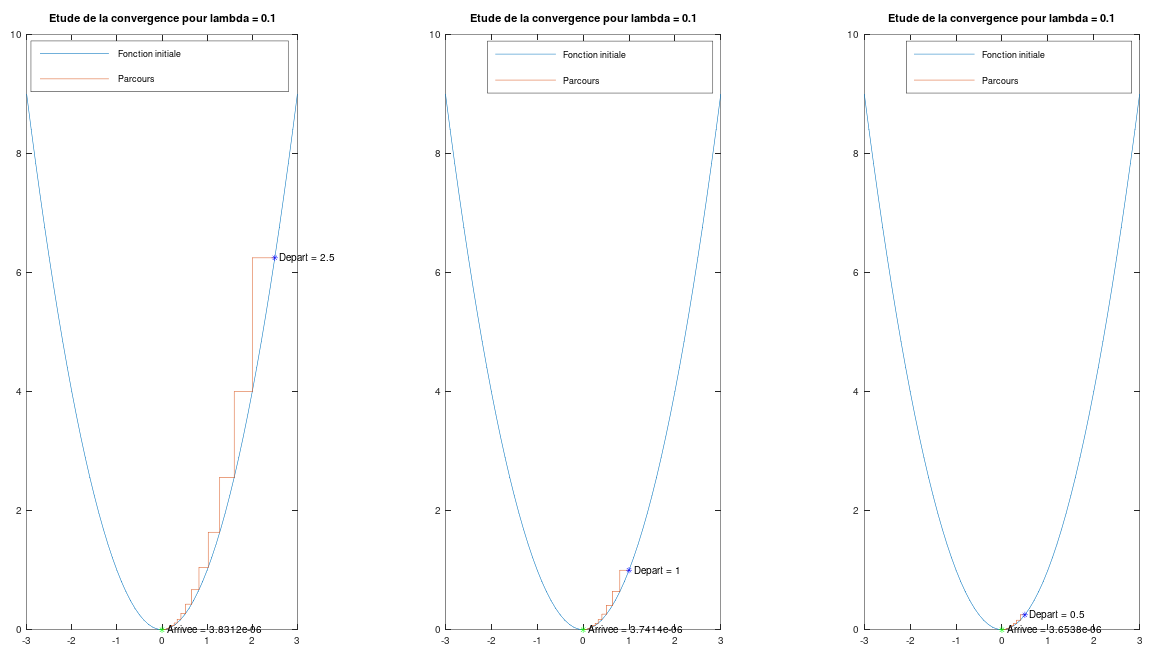 Etude de la convergence pour lambda = 0.1
Fonction initiale
Parcours
10
8
6
4
2
0
-3
-2
-1
0
1
2
3
Depart = 2.5
Arrivee = 3.8312e-06
Etude de la convergence pour lambda = 0.1
Fonction initiale
Parcours
10
8
6
4
2
0
-3
-2
-1
0
1
2
3
Depart = 1
Arrivee = 3.7414e-06
Etude de la convergence pour lambda = 0.1
Fonction initiale
Parcours
10
8
6
4
2
0
-3
-2
-1
0
1
2
3
Depart = 0.5
Arrivee = 3.6538e-06